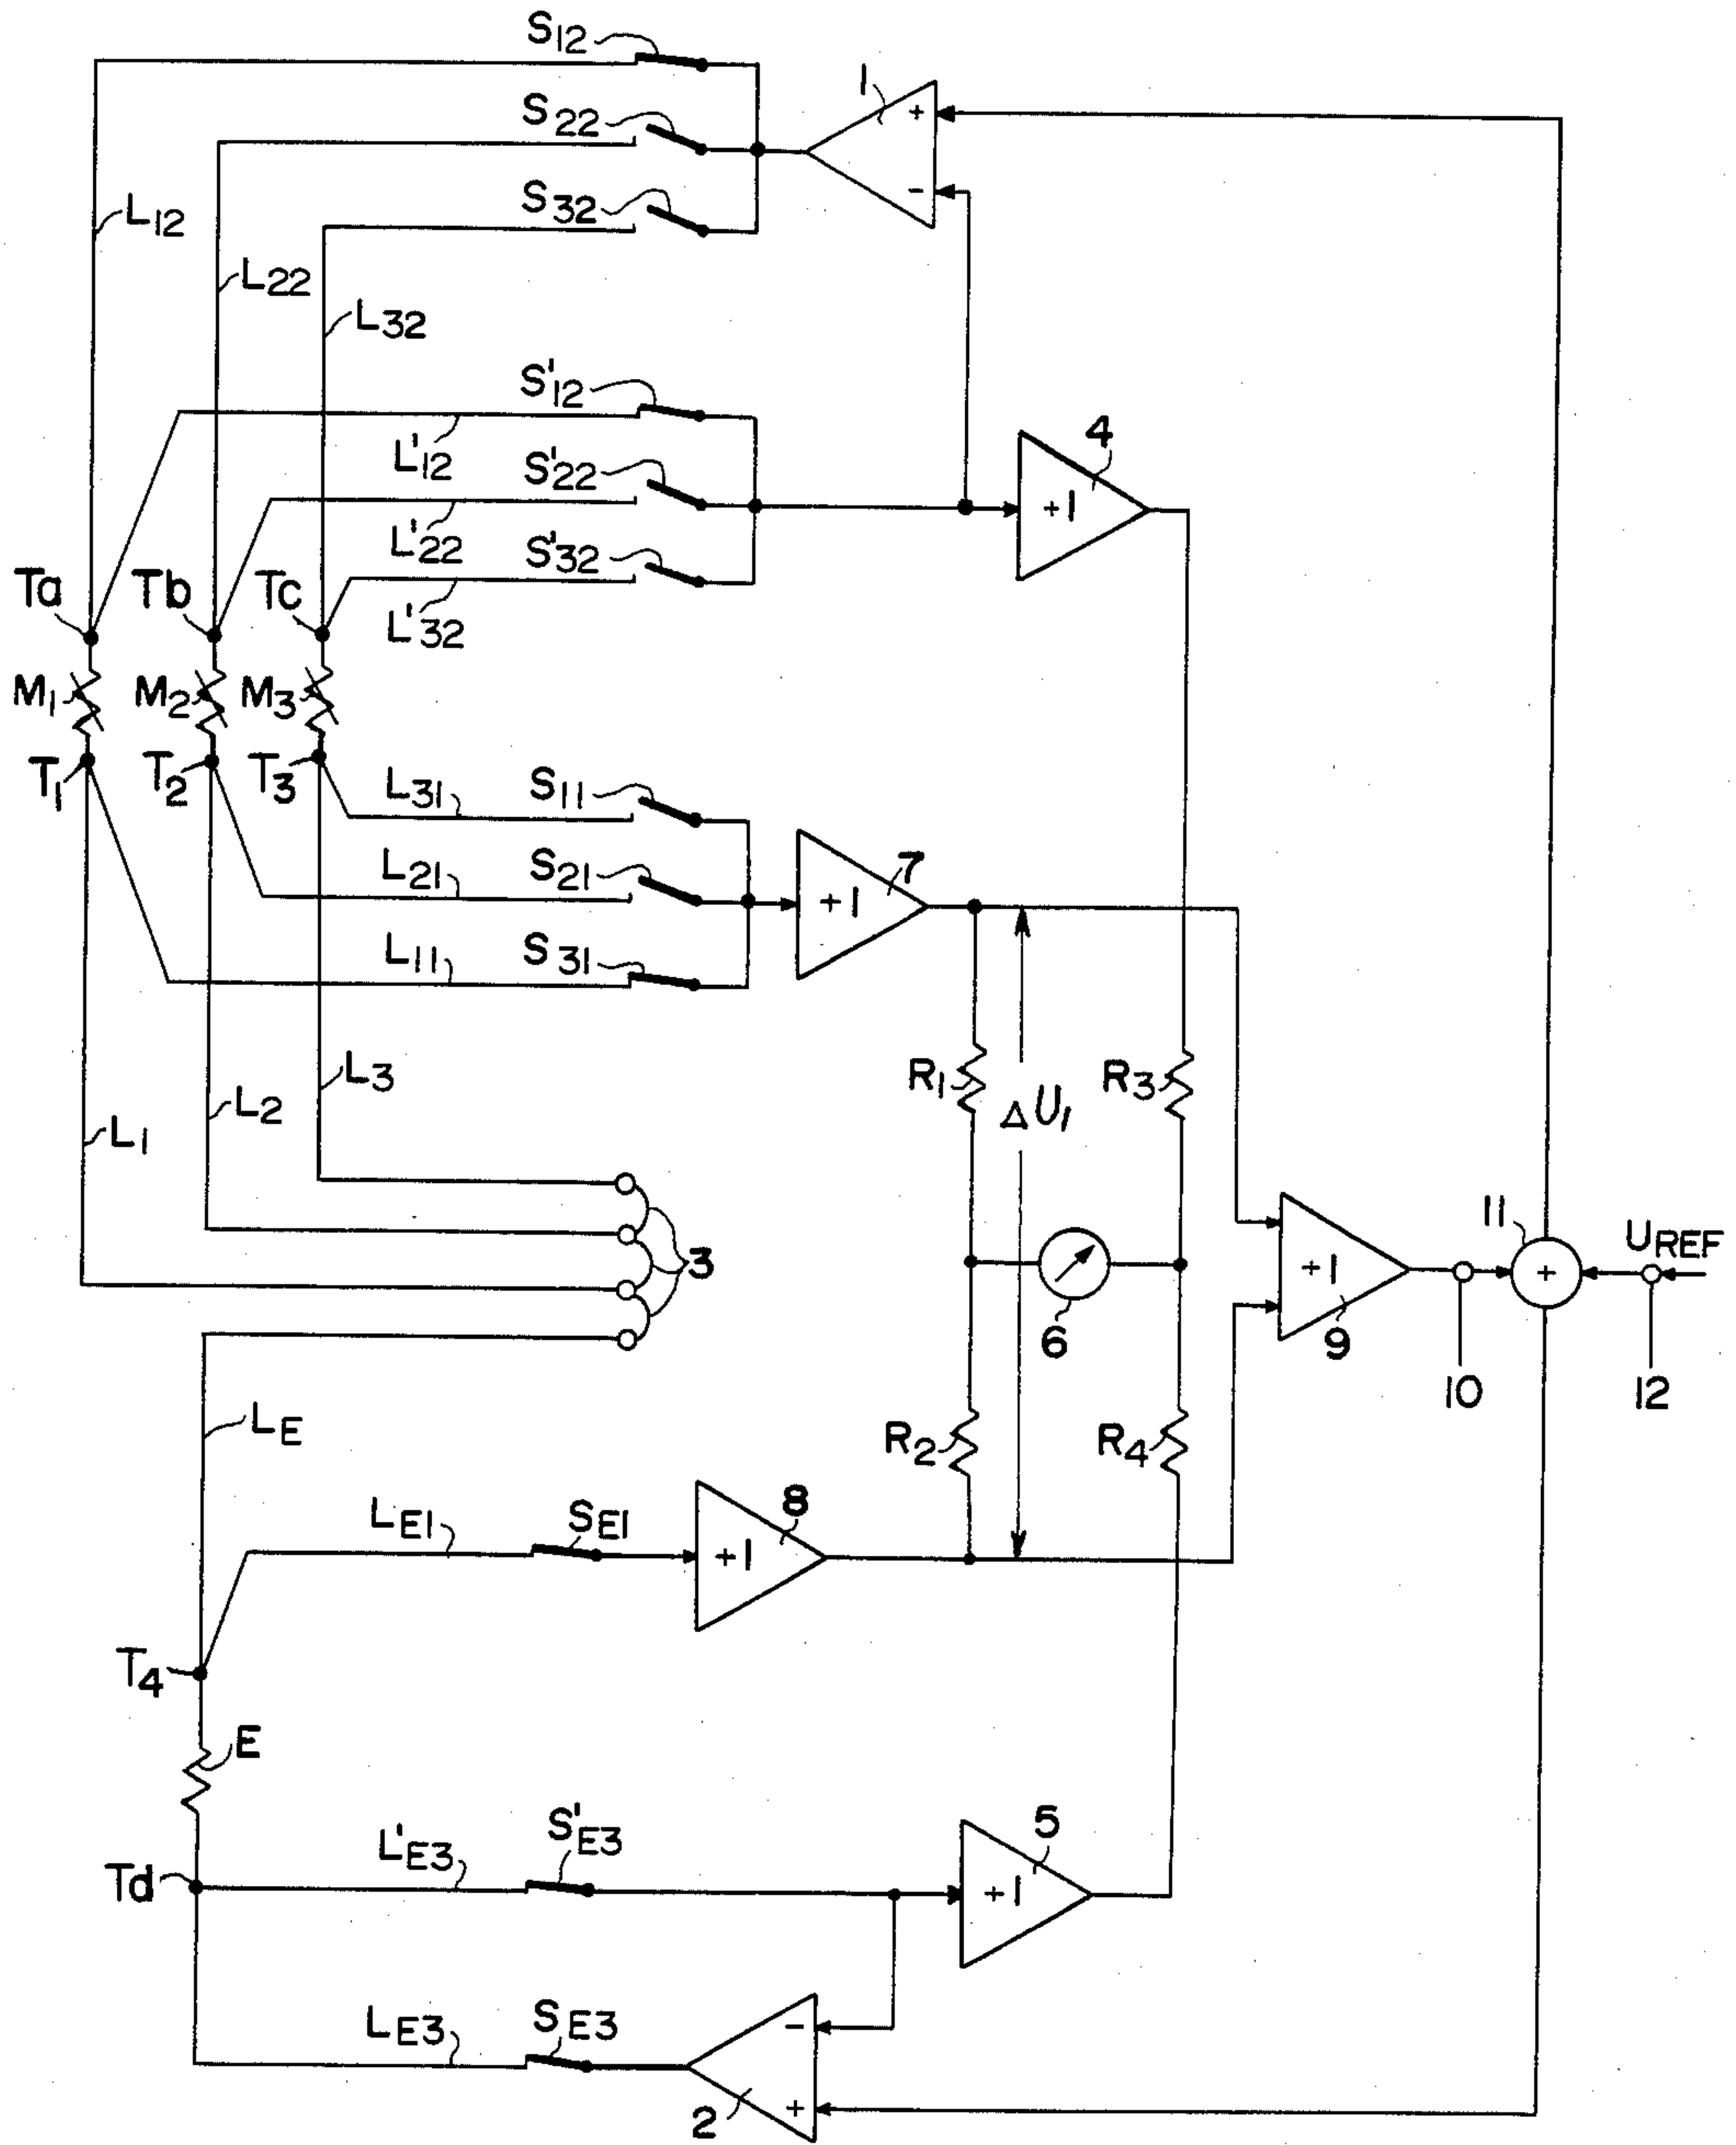 S12
1
+
S22
-
S32
L12
L22
L32
S'12
4
L'12
+1
S'22
L'22
S'32
Ta
Tb
Tc
L'32
M1
M2
M3
T1
T2
T3
L31
S11
7
L21
S21
+1
L11
S31
R1
R3
L3
ΔU1
L2
L1
11
UREF
3
+1
+
6
9
10
12
LE
R2
R4
8
LE1
SE1
+1
T4
E
5
L'E3
S'E3
Td
+1
LE3
SE3
-
2
+